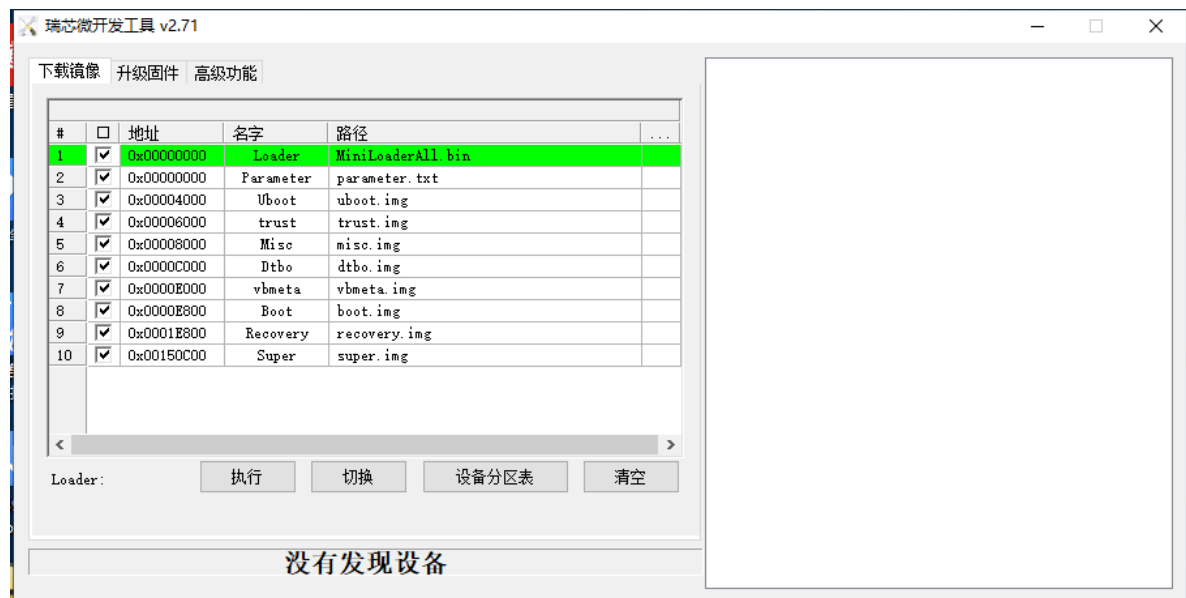 瑞芯微开发工具 v2.71
下载镜像 升级固件 高级功能
# 地址 名字 路径 ...
1 0x00000000 Loader MiniLoaderAll.bin
2 0x00000000 Parameter parameter.txt
3 0x00004000 Uboot uboot.img
4 0x00006000 trust trust.img
5 0x00008000 Misc misc.img
6 0x0000C000 Dtbo dtbo.img
7 0x0000E000 vbmeta vbmeta.img
8 0x0000E800 Boot boot.img
9 0x0001E800 Recovery recovery.img
10 0x00150C00 Super super.img
Loader: 执行 切换 设备分区表 清空
没有发现设备